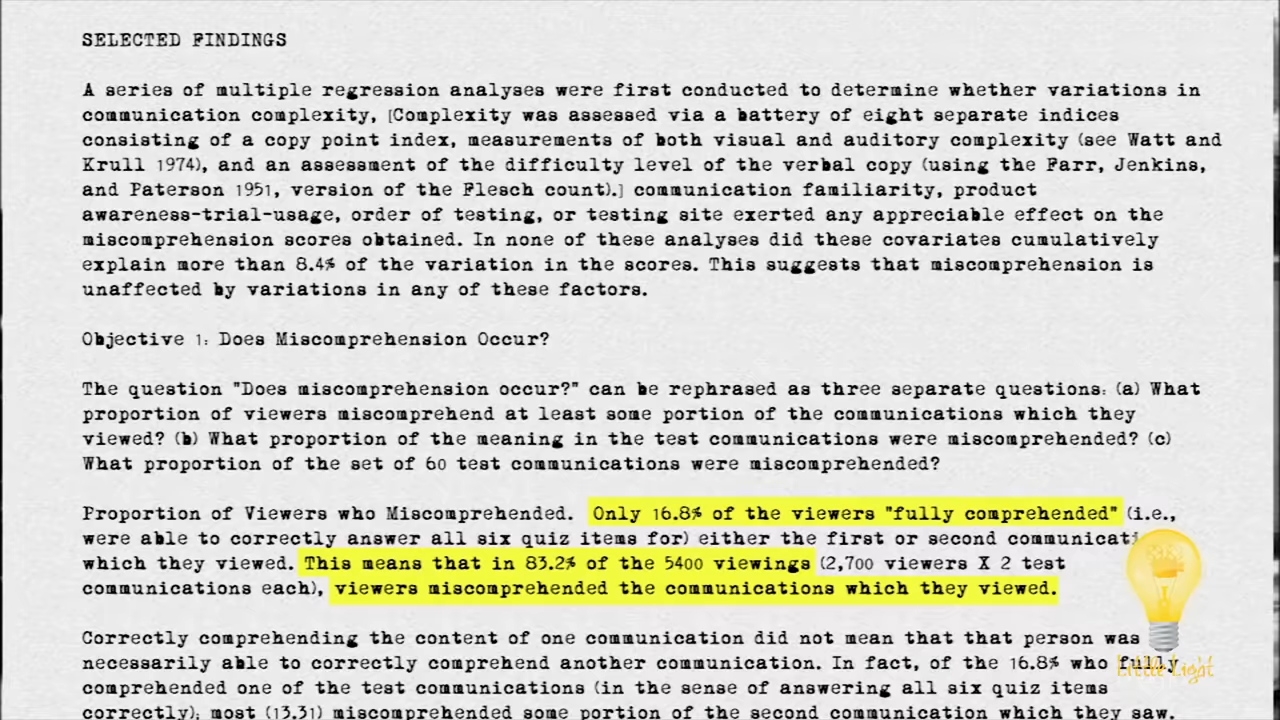 SELECTED FINDINGS
A series of multiple regression analyses were first conducted to determine whether variations in
communication complexity, [Complexity was assessed via a battery of eight separate indices
consisting of a copy point index, measurements of both visual and auditory complexity (see Watt and
Krull 1974), and an assessment of the difficulty level of the verbal copy (using the Farr, Jenkins,
and Paterson 1951, version of the Flesch count).] communication familiarity, product
awareness-trial-usage, order of testing, or testing site exerted any appreciable effect on the
miscomprehension scores obtained. In none of these analyses did these covariates cumulatively
explain more than 8.4% of the variation in the scores. This suggests that miscomprehension is
unaffected by variations in any of these factors.
Objective 1: Does Miscomprehension Occur?
The question "Does miscomprehension occur?" can be rephrased as three separate questions: (a) What
proportion of viewers miscomprehend at least some portion of the communications which they
viewed? (b) What proportion of the meaning in the test communications were miscomprehended? (c)
What proportion of the set of 60 test communications were miscomprehended?
Proportion of Viewers who Miscomprehended. Only 16.8% of the viewers "fully comprehended" (i.e.,
were able to correctly answer all six quiz items for) either the first or second communicati
which they viewed. This means that in 83.2% of the 5400 viewings (2,700 viewers X 2 test
communications each), viewers miscomprehended the communications which they viewed.
Correctly comprehending the content of one communication did not mean that that person was
necessarily able to correctly comprehend another communication. In fact, of the 16.8% who fully
comprehended one of the test communications (in the sense of answering all six quiz items
correctly); most (13.31) miscomprehended some portion of the second communication which they saw.
Little Light